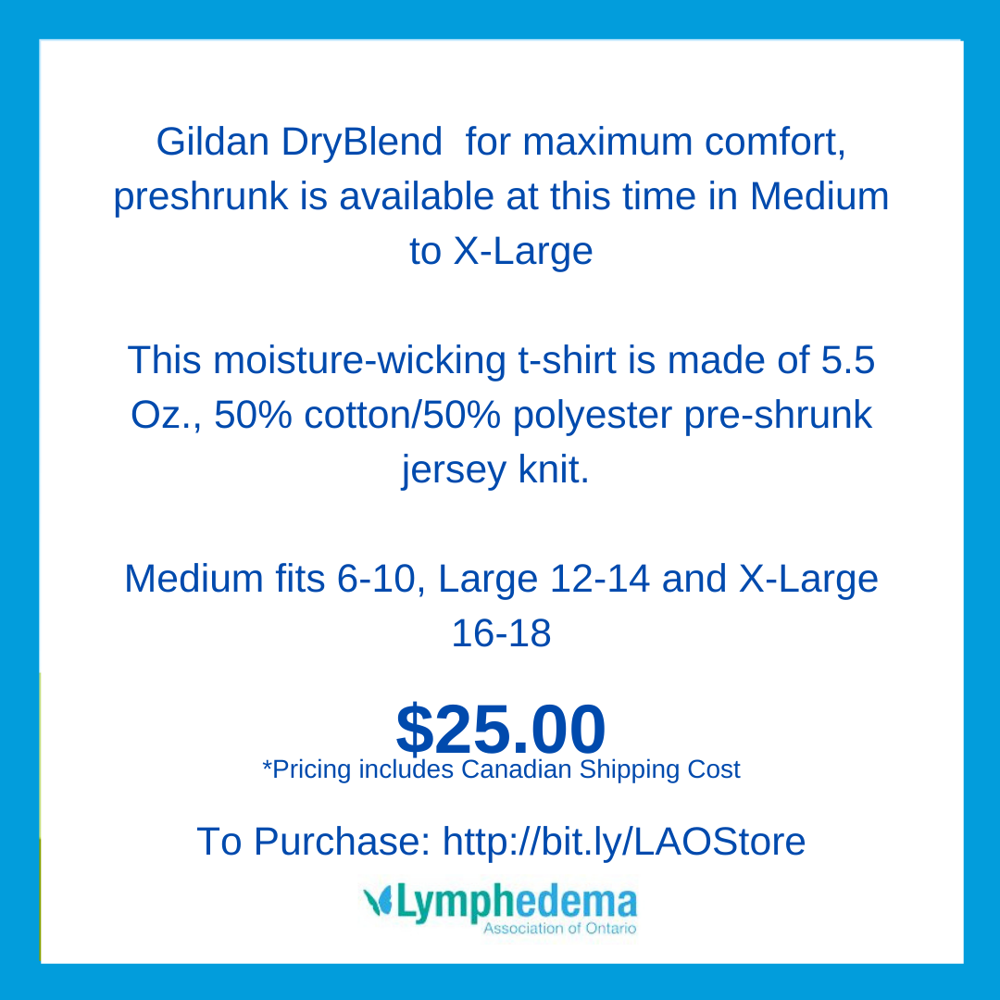 Gildan DryBlend  for maximum comfort,
preshrunk is available at this time in Medium
to X-Large
This moisture-wicking t-shirt is made of 5.5
Oz., 50% cotton/50% polyester pre-shrunk
jersey knit.
Medium fits 6-10, Large 12-14 and X-Large
16-18
$25.00
*Pricing includes Canadian Shipping Cost
To Purchase: http://bit.ly/LAOStore
Lymphedema
Association of Ontario